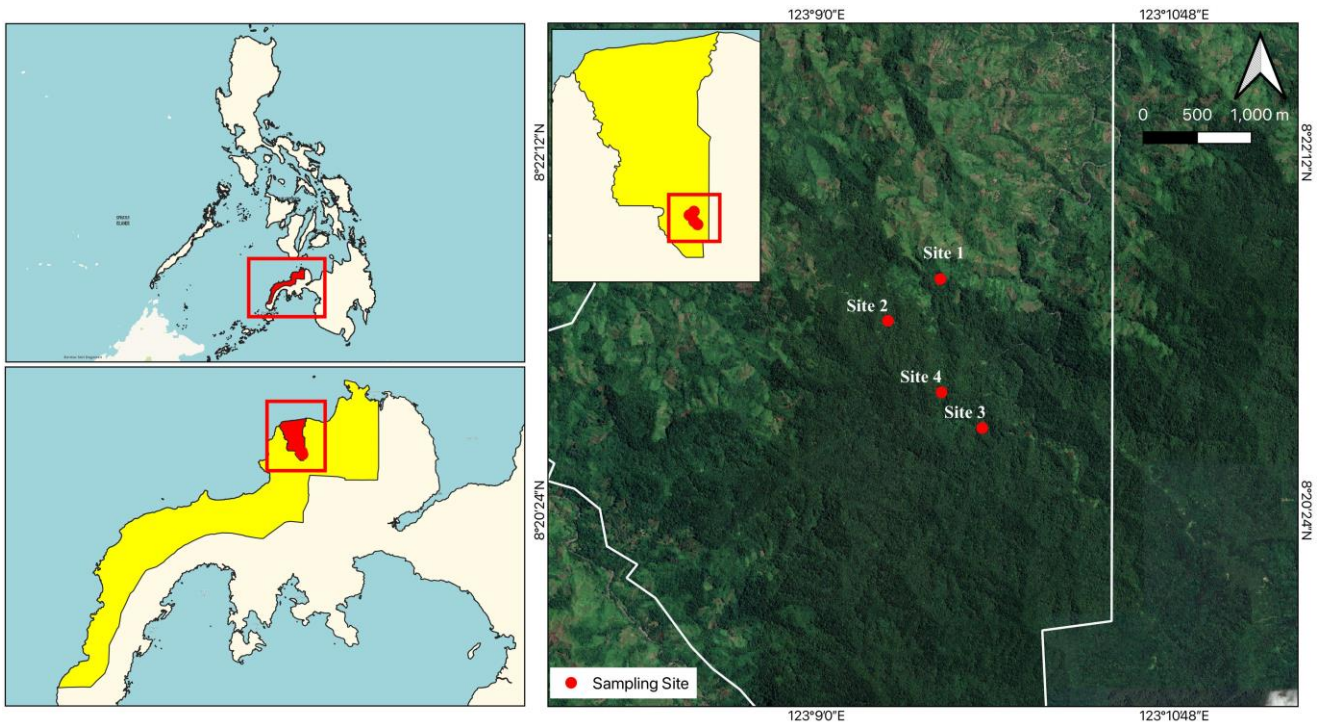 123°9'0"E
123°10'48"E
0 500 1,000 m
8°22'12"N
8°22'12"N
Site 1
Site 2
Site 4
Site 3
8°20'24"N
8°20'24"N
Sampling Site
123°9'0"E
123°10'48"E